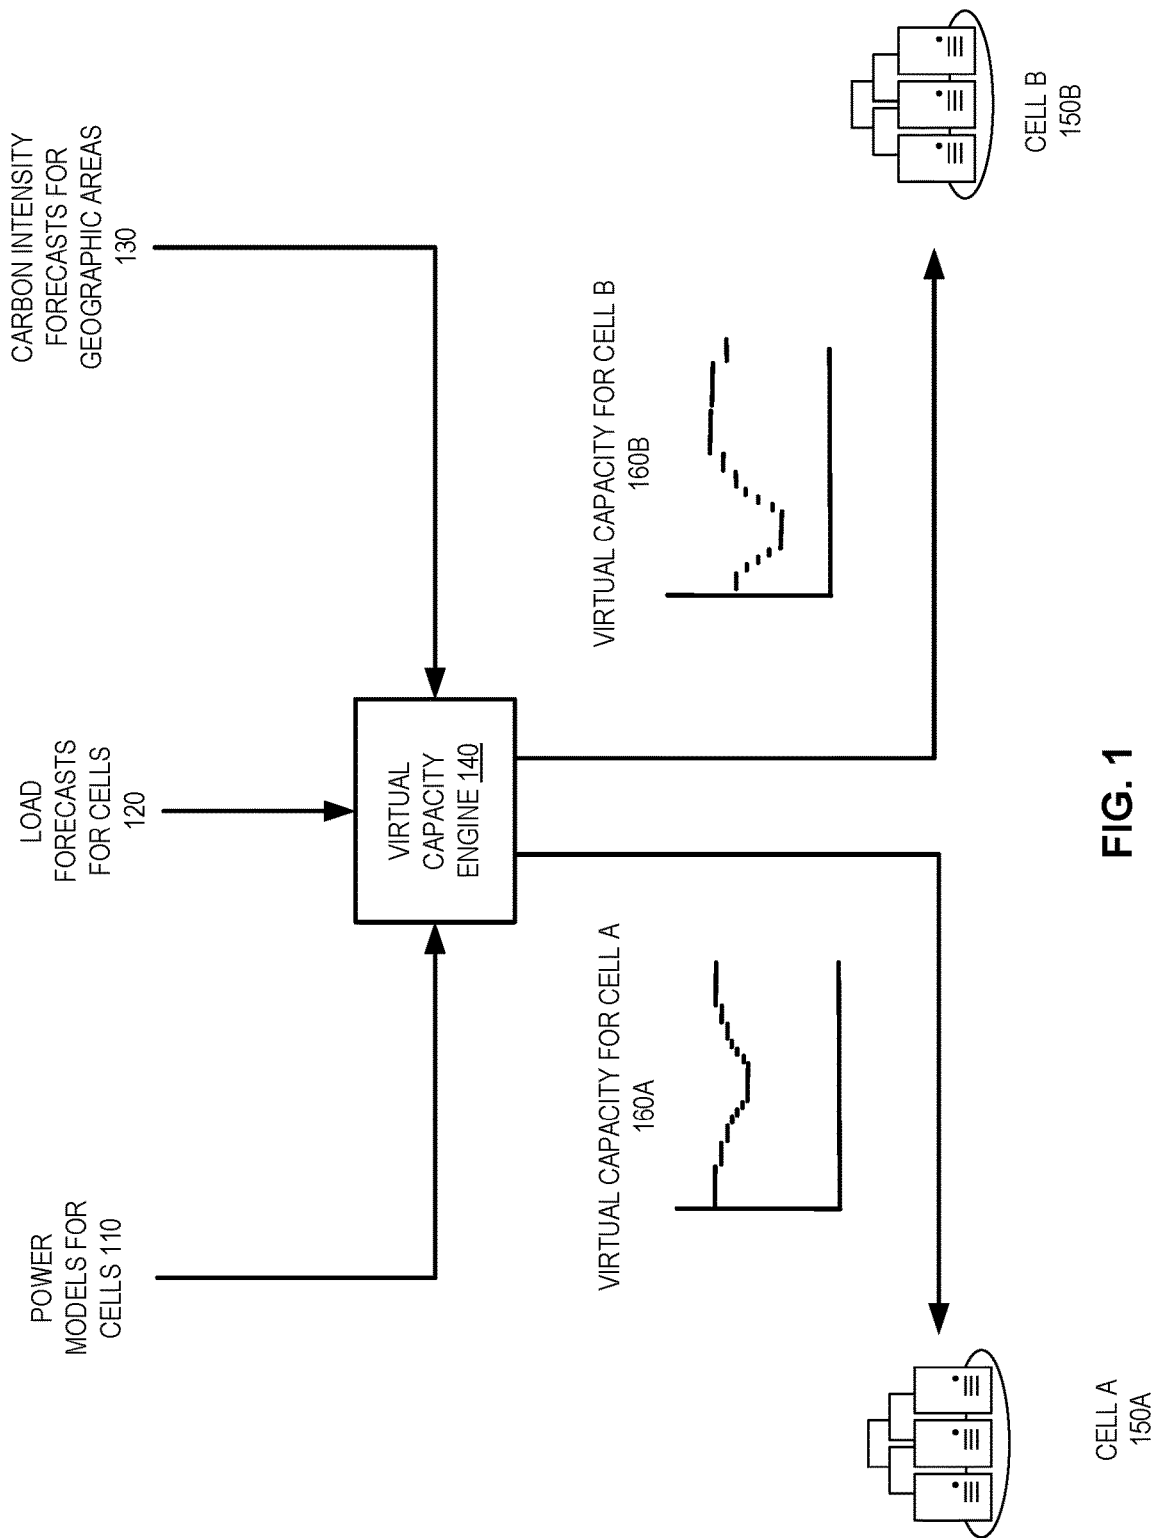 POWER
MODELS FOR
CELLS 110
LOAD
FORECASTS
FOR CELLS
120
CARBON INTENSITY
FORECASTS FOR
GEOGRAPHIC AREAS
130
VIRTUAL
CAPACITY
ENGINE 140
VIRTUAL CAPACITY FOR CELL A
160A
VIRTUAL CAPACITY FOR CELL B
160B
CELL A
150A
CELL B
150B
FIG. 1